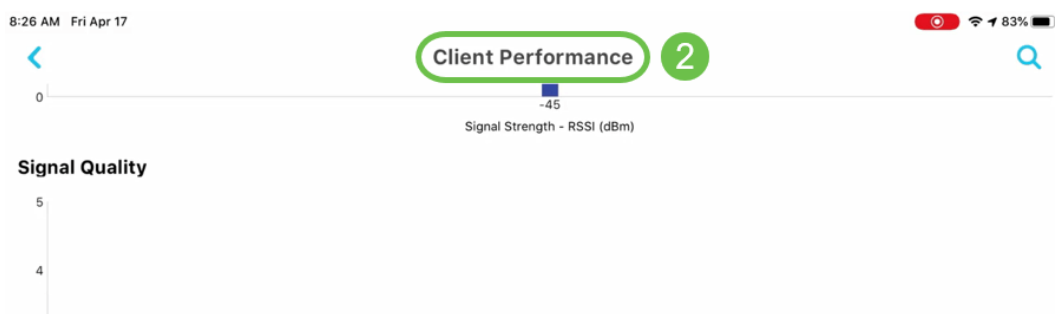 8:26 AM Fri Apr 17 83%
Client Performance 2
0
-45
Signal Strength - RSSI (dBm)
Signal Quality
5
4